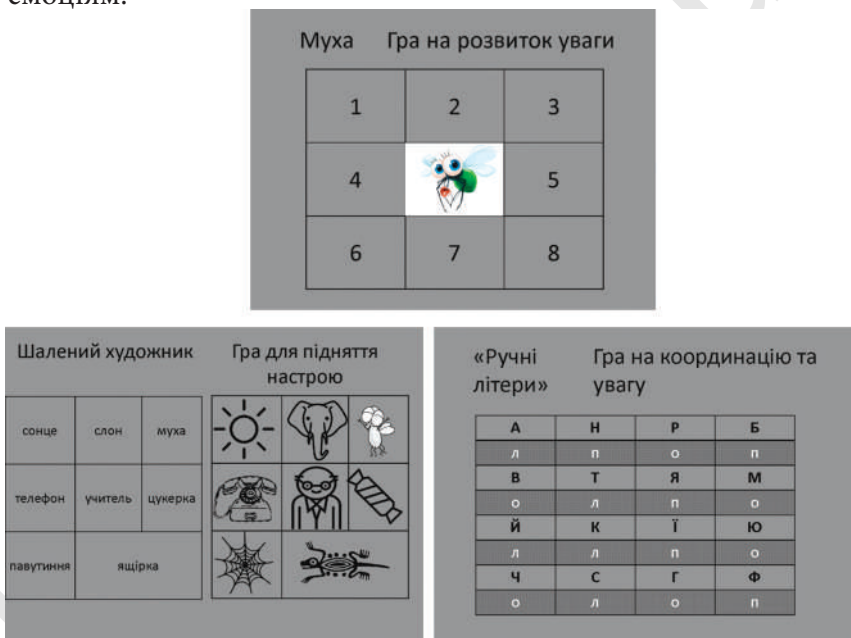 емоціям.
Муха Гра на розвиток уваги
1 2 3
4 5
6 7 8
Шалений художник Гра для підняття
настрою
сонце слон муха
телефон учитель цукерка
павутиння ящірка
«Ручні Гра на координацію та
літери» увагу
А Н Р Б
л п о п
В Т Я М
о л п о
Й К Ї Ю
л л п о
Ч С Г Ф
о л о п